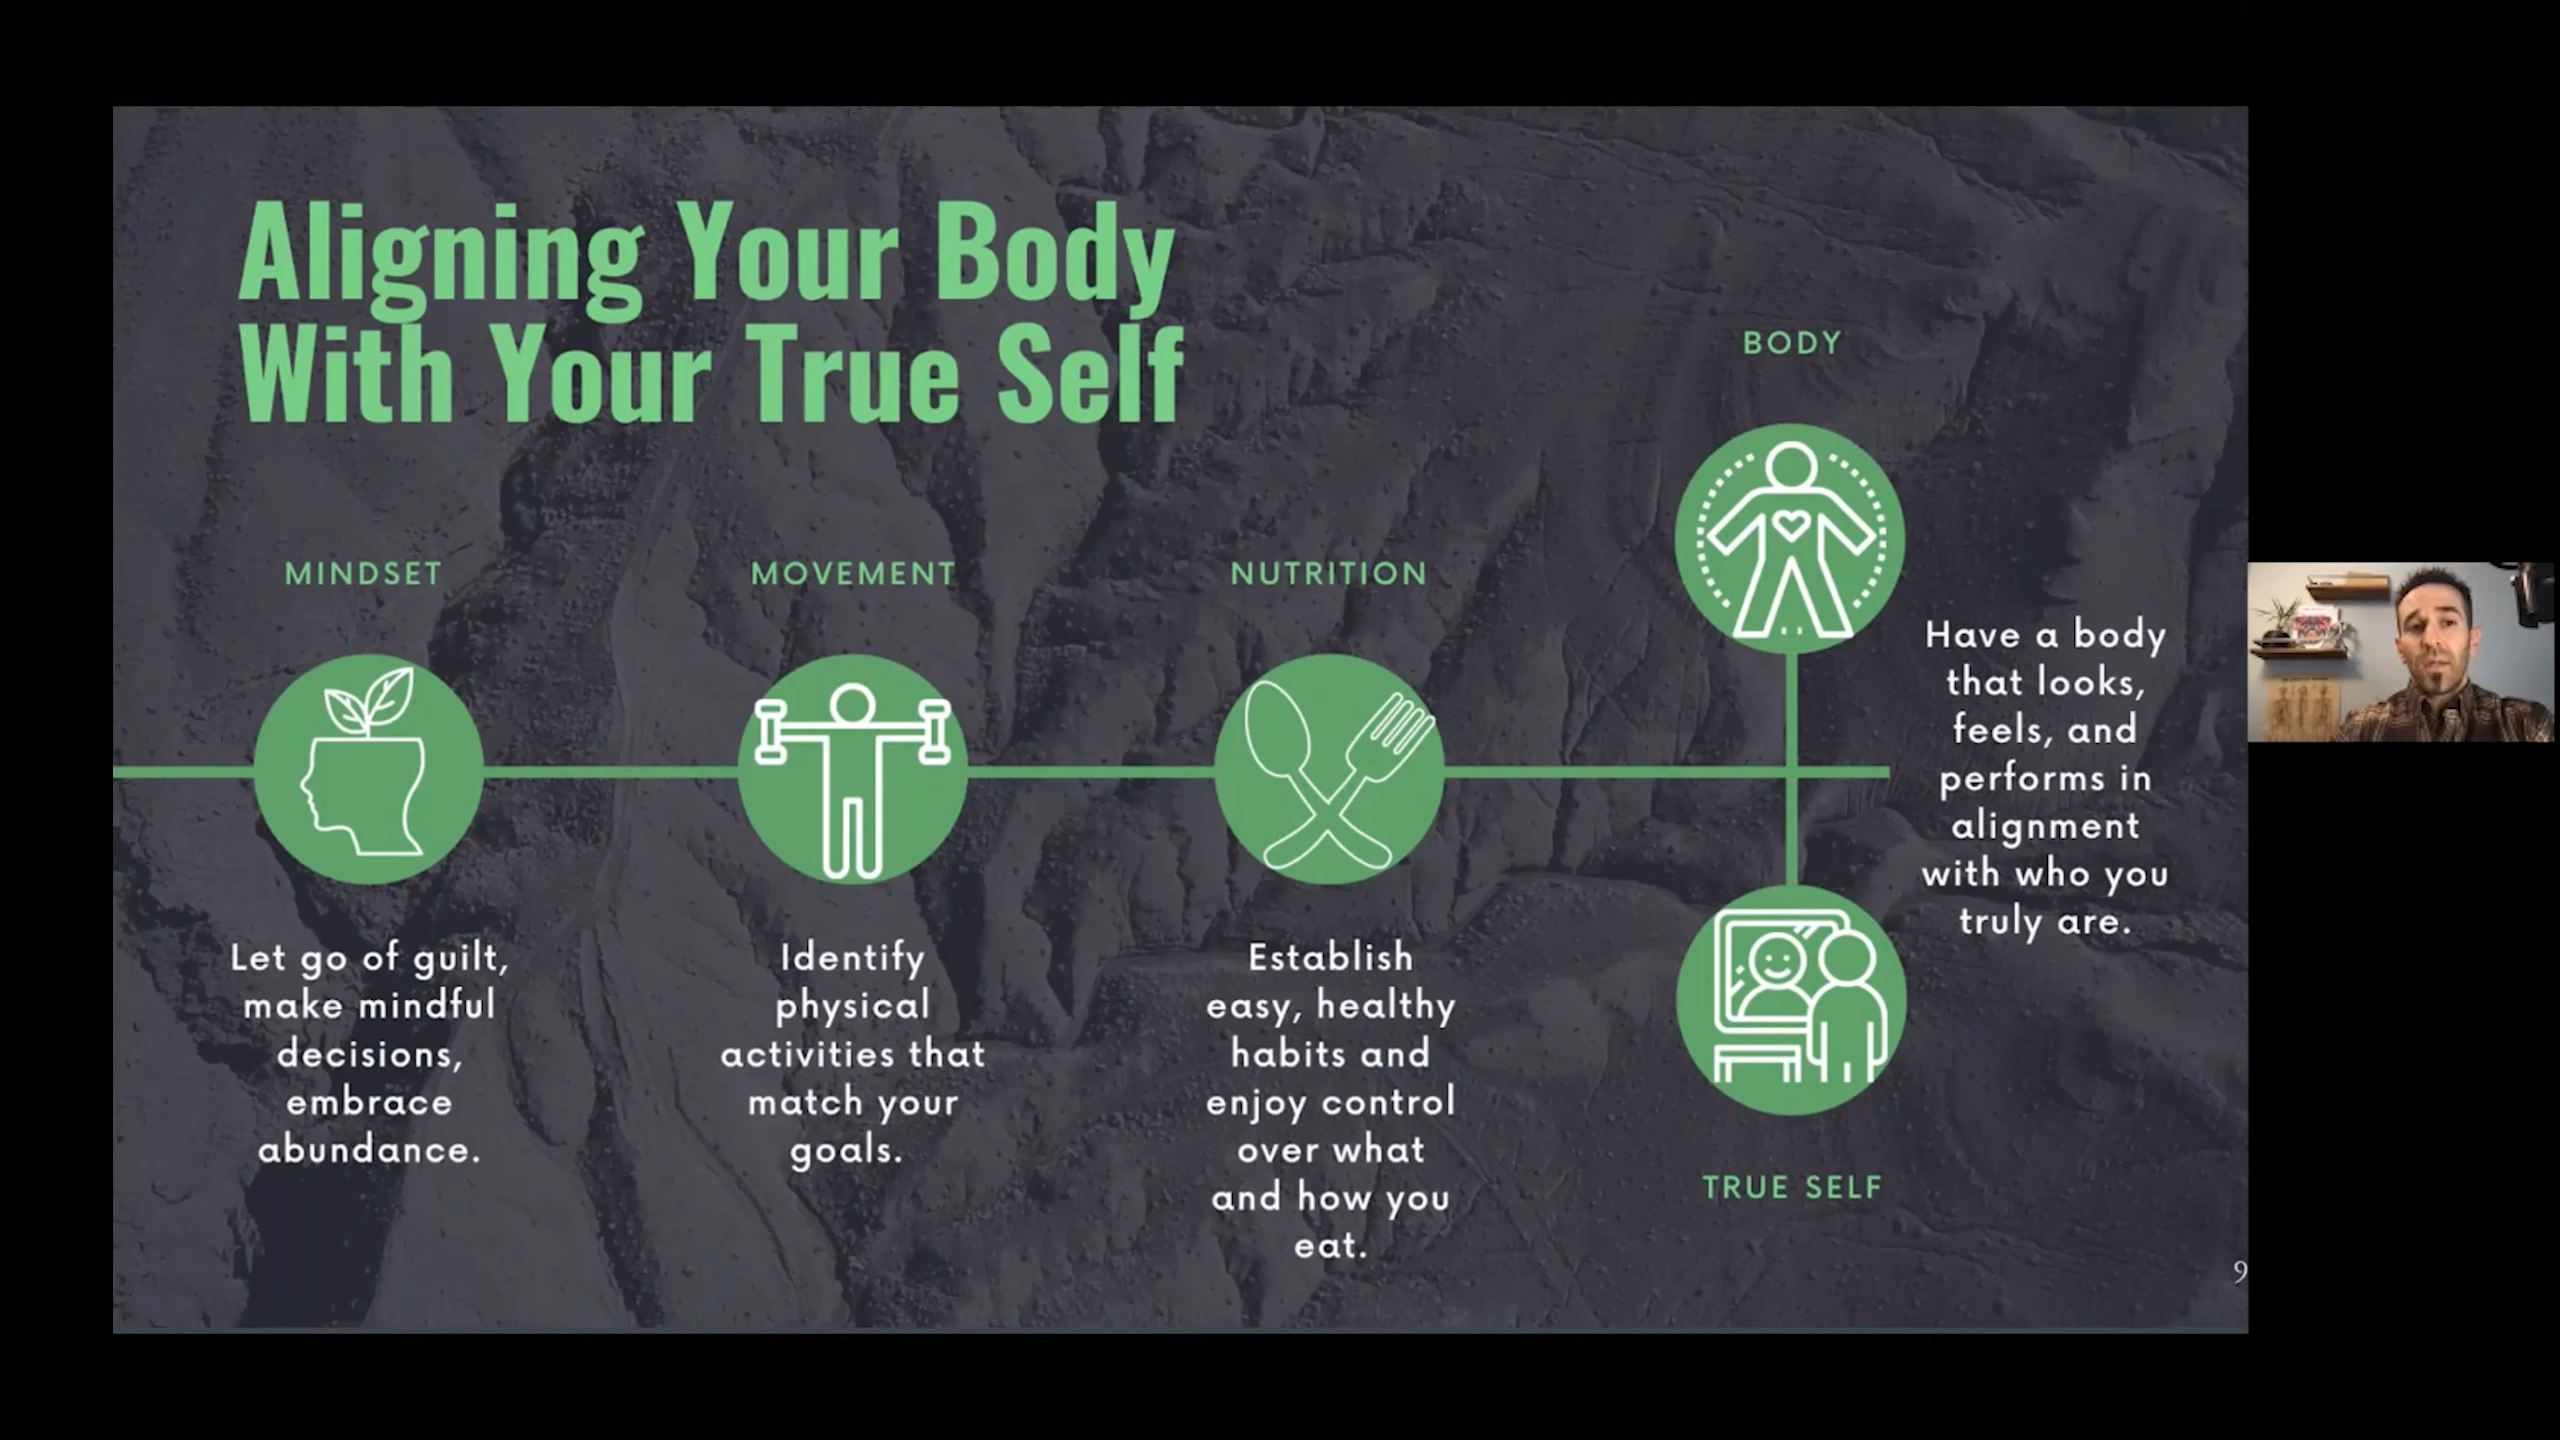 Aligning Your Body
With Your True Self
MINDSET
Let go of guilt,
make mindful
decisions,
embrace
abundance.
MOVEMENT
Identify
physical
activities that
match your
goals.
NUTRITION
Establish
easy, healthy
habits and
enjoy control
over what
and how you
eat.
BODY
Have a body
that looks,
feels, and
performs in
alignment
with who you
truly are.
TRUE SELF
9